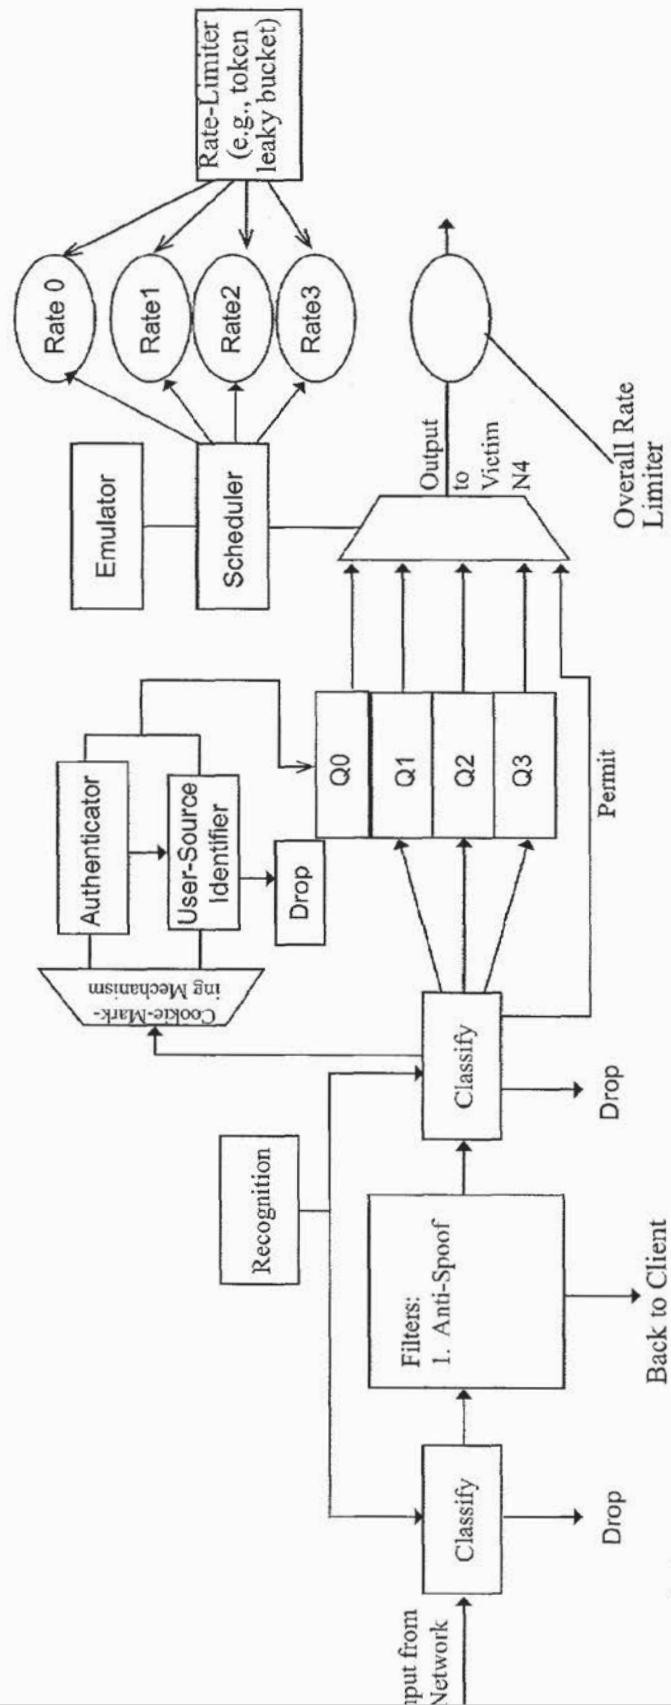 Input from
Network
Classify
Drop
Recognition
Filters:
1. Anti-Spoof
Back to Client
Classify
Drop
Permit
Cookie-Mark-
ing Mechanism
Authenticator
User-Source
Identifier
Drop
Q0
Q1
Q2
Q3
Emulator
Scheduler
Output
to
Victim
N4
Overall Rate
Limiter
Rate 0
Rate1
Rate2
Rate3
Rate-Limiter
(e.g., token
leaky bucket)